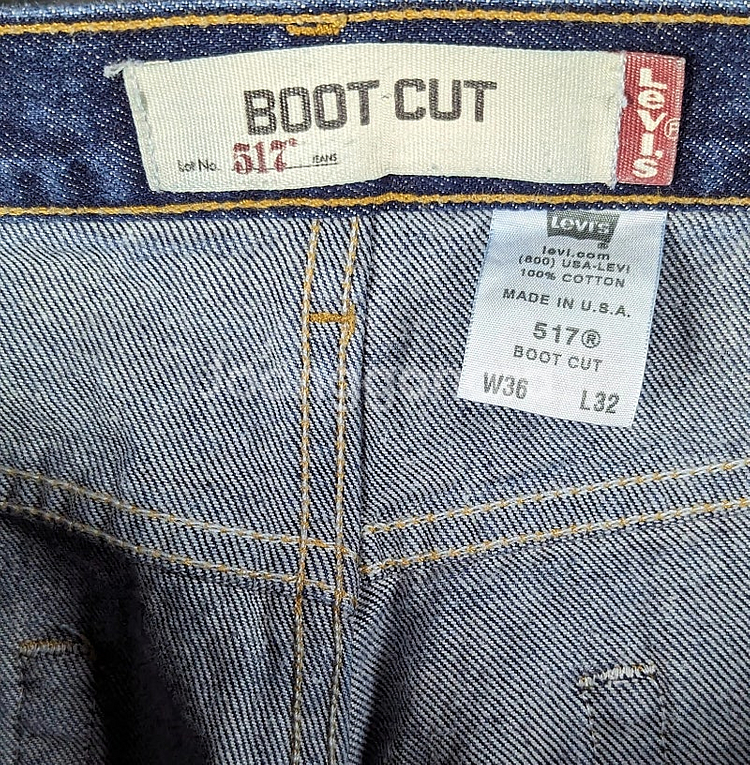 BOOT CUT
Lot No. 517® JEANS
Levi's®
Levi's®
levi.com
(800) USA-LEVI
100% COTTON
MADE IN U.S.A.
517®
BOOT CUT
W36 L32